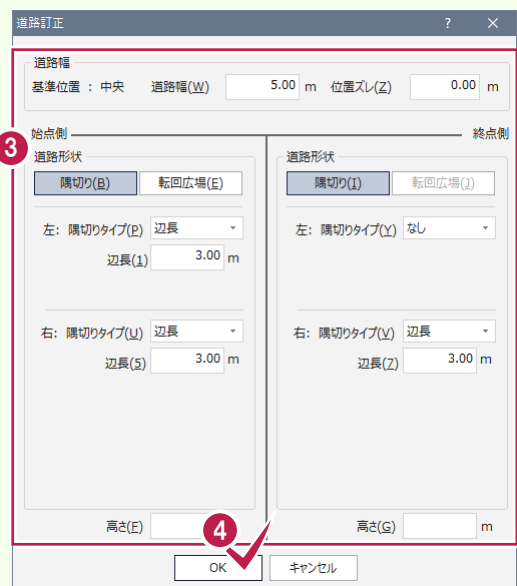 道路訂正 ? ×
道路幅
基準位置 : 中央 道路幅(W) 5.00 m 位置ズレ(Z) 0.00 m
3
始点側 終点側
道路形状 道路形状
隅切り(B) 転回広場(E) 隅切り(I) 転回広場(J)
左: 隅切りタイプ(P) 辺長 左: 隅切りタイプ(Y) なし
辺長(1) 3.00 m
右: 隅切りタイプ(U) 辺長 右: 隅切りタイプ(V) 辺長
辺長(5) 3.00 m 辺長(7) 3.00 m
高さ(F) 高さ(G) m
4
OK キャンセル